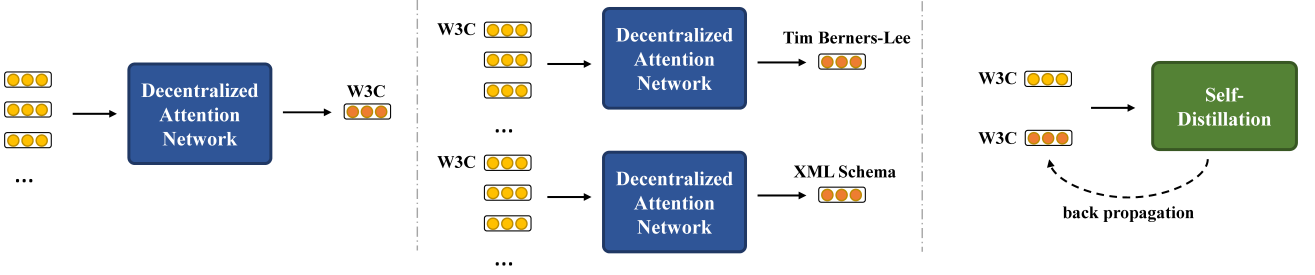 ...
Decentralized
Attention
Network
W3C
W3C
...
Decentralized
Attention
Network
Tim Berners-Lee
W3C
...
Decentralized
Attention
Network
XML Schema
W3C
W3C
Self-
Distillation
back propagation